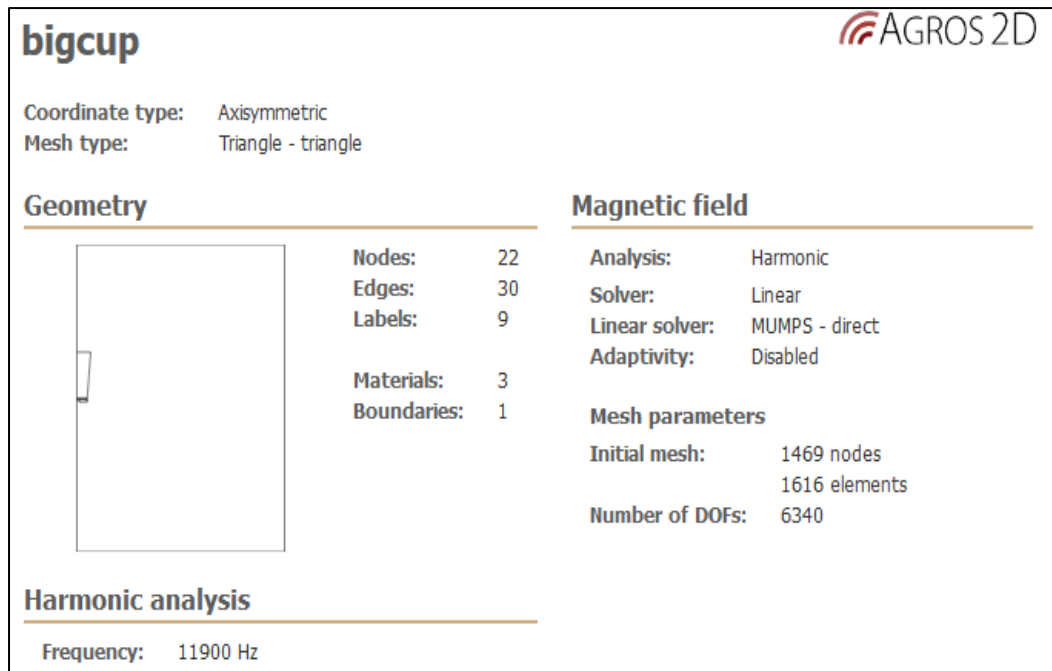 bigcup
AGROS 2D
Coordinate type: Axisymmetric
Mesh type: Triangle - triangle
Geometry
Nodes: 22
Edges: 30
Labels: 9
Materials: 3
Boundaries: 1
Magnetic field
Analysis: Harmonic
Solver: Linear
Linear solver: MUMPS - direct
Adaptivity: Disabled
Mesh parameters
Initial mesh: 1469 nodes
1616 elements
Number of DOFs: 6340
Harmonic analysis
Frequency: 11900 Hz